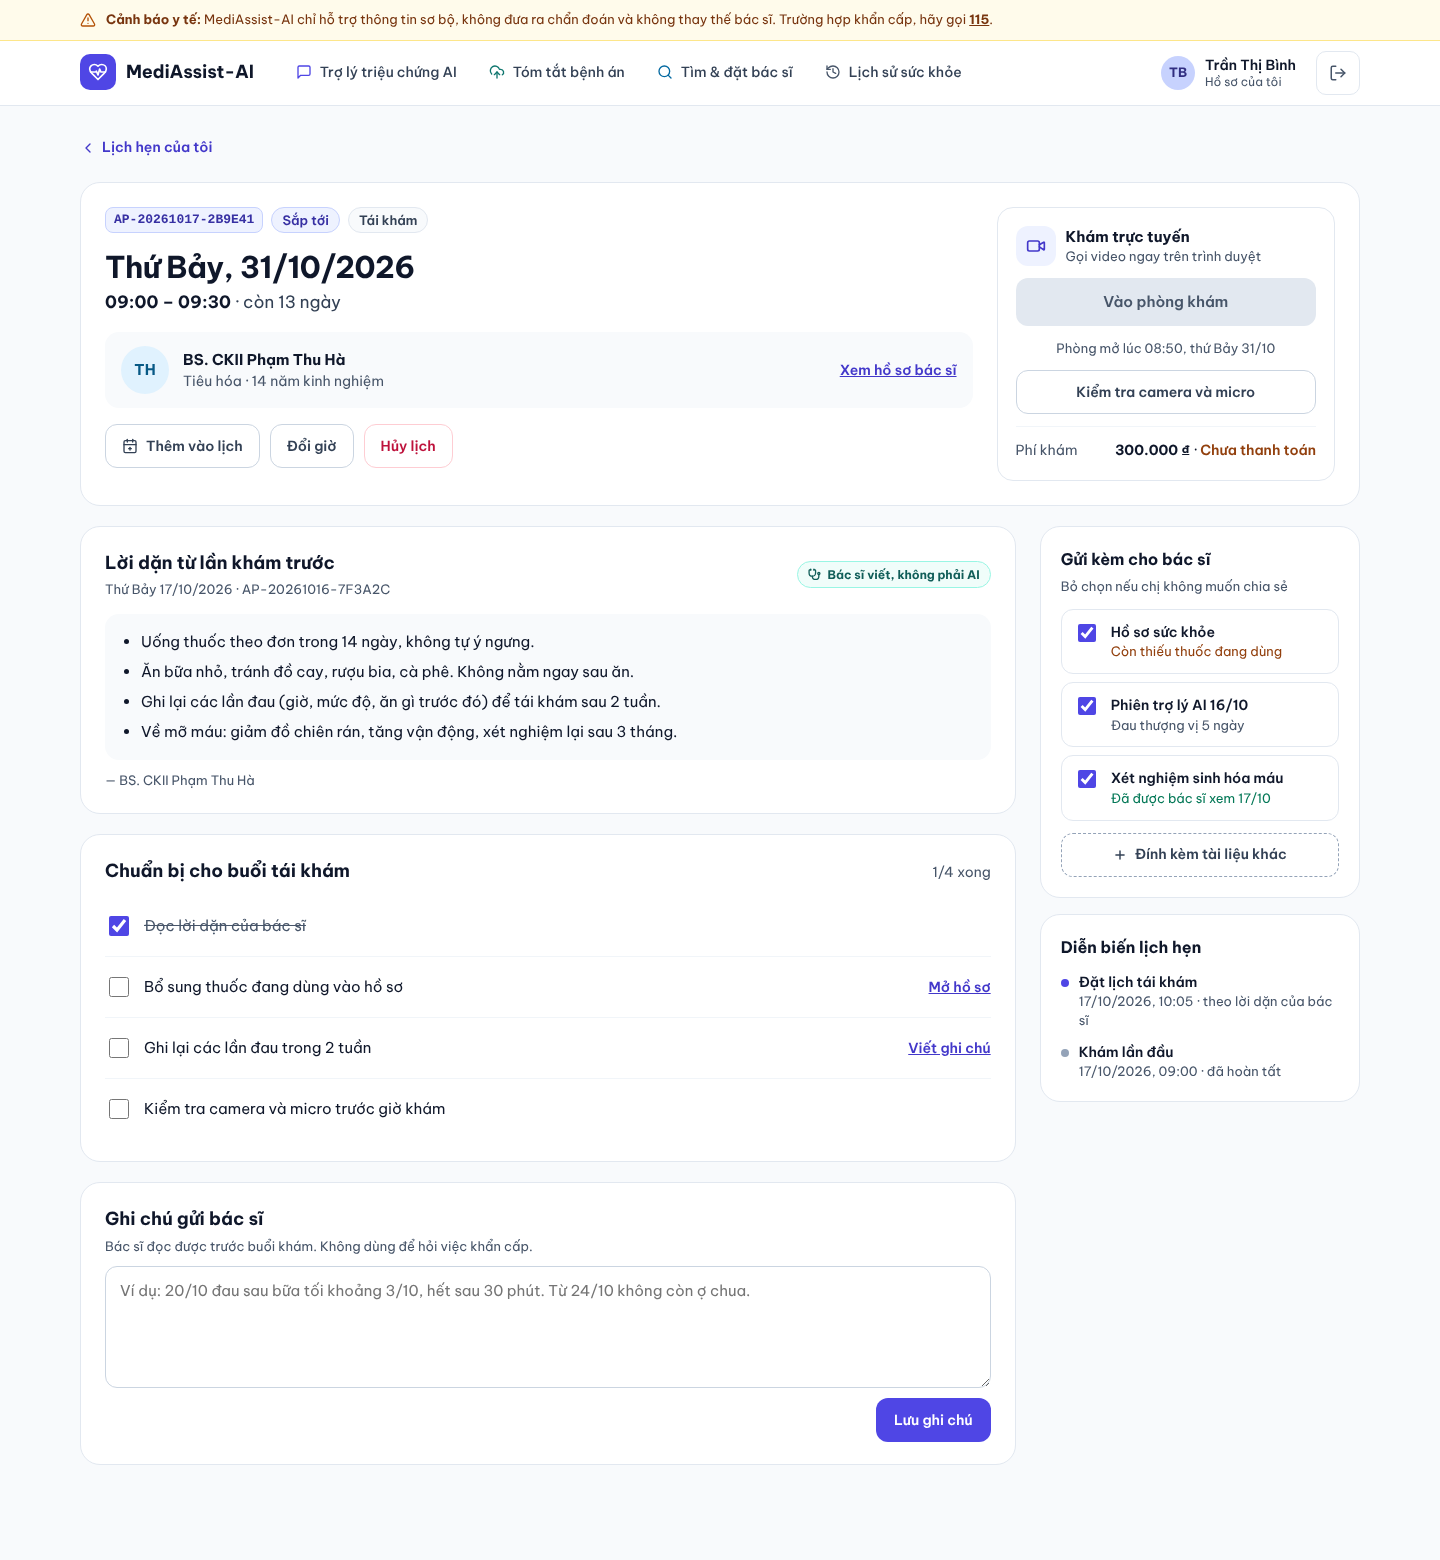 Cảnh báo y tế: MediAssist-AI chỉ hỗ trợ thông tin sơ bộ, không đưa ra chẩn đoán và không thay thế bác sĩ. Trường hợp khẩn cấp, hãy gọi 115.
MediAssist-AI
Trợ lý triệu chứng AI
Tóm tắt bệnh án
Tìm & đặt bác sĩ
Lịch sử sức khỏe
TB
Trần Thị Bình
Hồ sơ của tôi
Lịch hẹn của tôi
AP-20261017-2B9E41
Sắp tới
Tái khám
Thứ Bảy, 31/10/2026
09:00 – 09:30 · còn 13 ngày
TH
BS. CKII Phạm Thu Hà
Tiêu hóa · 14 năm kinh nghiệm
Xem hồ sơ bác sĩ
Thêm vào lịch
Đổi giờ
Hủy lịch
Khám trực tuyến
Gọi video ngay trên trình duyệt
Vào phòng khám
Phòng mở lúc 08:50, thứ Bảy 31/10
Kiểm tra camera và micro
Phí khám
300.000 ₫ · Chưa thanh toán
Lời dặn từ lần khám trước
Thứ Bảy 17/10/2026 · AP-20261016-7F3A2C
Bác sĩ viết, không phải AI
• Uống thuốc theo đơn trong 14 ngày, không tự ý ngưng.
• Ăn bữa nhỏ, tránh đồ cay, rượu bia, cà phê. Không nằm ngay sau ăn.
• Ghi lại các lần đau (giờ, mức độ, ăn gì trước đó) để tái khám sau 2 tuần.
• Về mỡ máu: giảm đồ chiên rán, tăng vận động, xét nghiệm lại sau 3 tháng.
— BS. CKII Phạm Thu Hà
Chuẩn bị cho buổi tái khám
1/4 xong
Đọc lời dặn của bác sĩ
Bổ sung thuốc đang dùng vào hồ sơ
Mở hồ sơ
Ghi lại các lần đau trong 2 tuần
Viết ghi chú
Kiểm tra camera và micro trước giờ khám
Ghi chú gửi bác sĩ
Bác sĩ đọc được trước buổi khám. Không dùng để hỏi việc khẩn cấp.
Ví dụ: 20/10 đau sau bữa tối khoảng 3/10, hết sau 30 phút. Từ 24/10 không còn ợ chua.
Lưu ghi chú
Gửi kèm cho bác sĩ
Bỏ chọn nếu chị không muốn chia sẻ
Hồ sơ sức khỏe
Còn thiếu thuốc đang dùng
Phiên trợ lý AI 16/10
Đau thượng vị 5 ngày
Xét nghiệm sinh hóa máu
Đã được bác sĩ xem 17/10
Đính kèm tài liệu khác
Diễn biến lịch hẹn
Đặt lịch tái khám
17/10/2026, 10:05 · theo lời dặn của bác
sĩ
Khám lần đầu
17/10/2026, 09:00 · đã hoàn tất